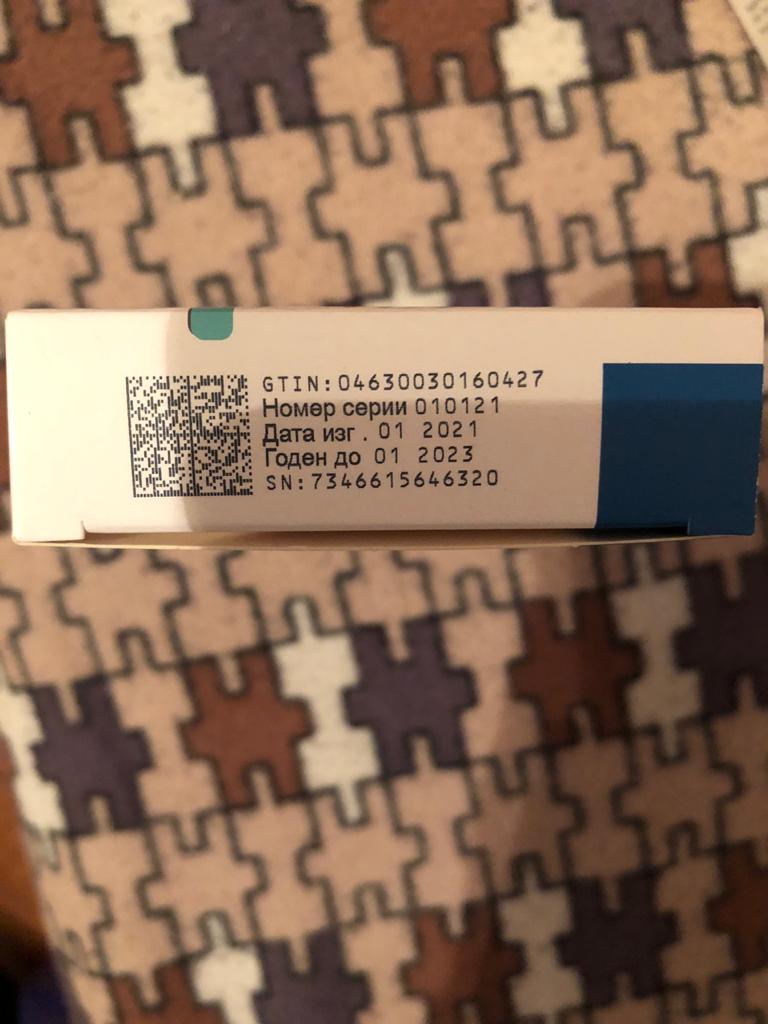 GTIN:04630030160427
Номер серии 010121
Дата изг. 01 2021
Годен до 01 2023
SN:7346615646320